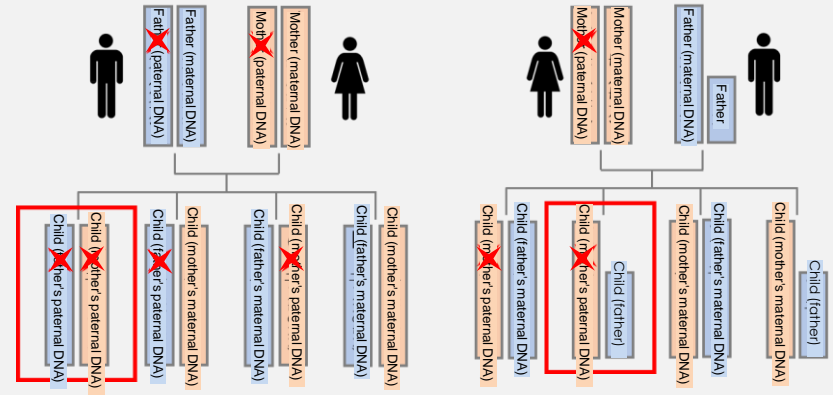 Father (paternal DNA)
Father (maternal DNA)
Mother (paternal DNA)
Mother (maternal DNA)
Mother (paternal DNA)
Mother (maternal DNA)
Father (maternal DNA)
Father
Child (father's paternal DNA)
Child (mother's paternal DNA)
Child (father's paternal DNA)
Child (mother's maternal DNA)
Child (father's maternal DNA)
Child (mother's paternal DNA)
Child (father's maternal DNA)
Child (mother's maternal DNA)
Child (mother's paternal DNA)
Child (father's maternal DNA)
Child (mother's paternal DNA)
Child (father)
Child (mother's maternal DNA)
Child (father's maternal DNA)
Child (mother's maternal DNA)
Child (father)